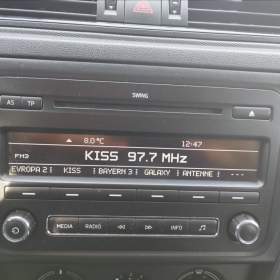 SWING
AS TP
8.0°C 12:47
FM3 KISS 97.7 MHz
EVROPA 2 KISS BAYERN 3 GALAXY ANTENNE ...
MEDIA RADIO INFO